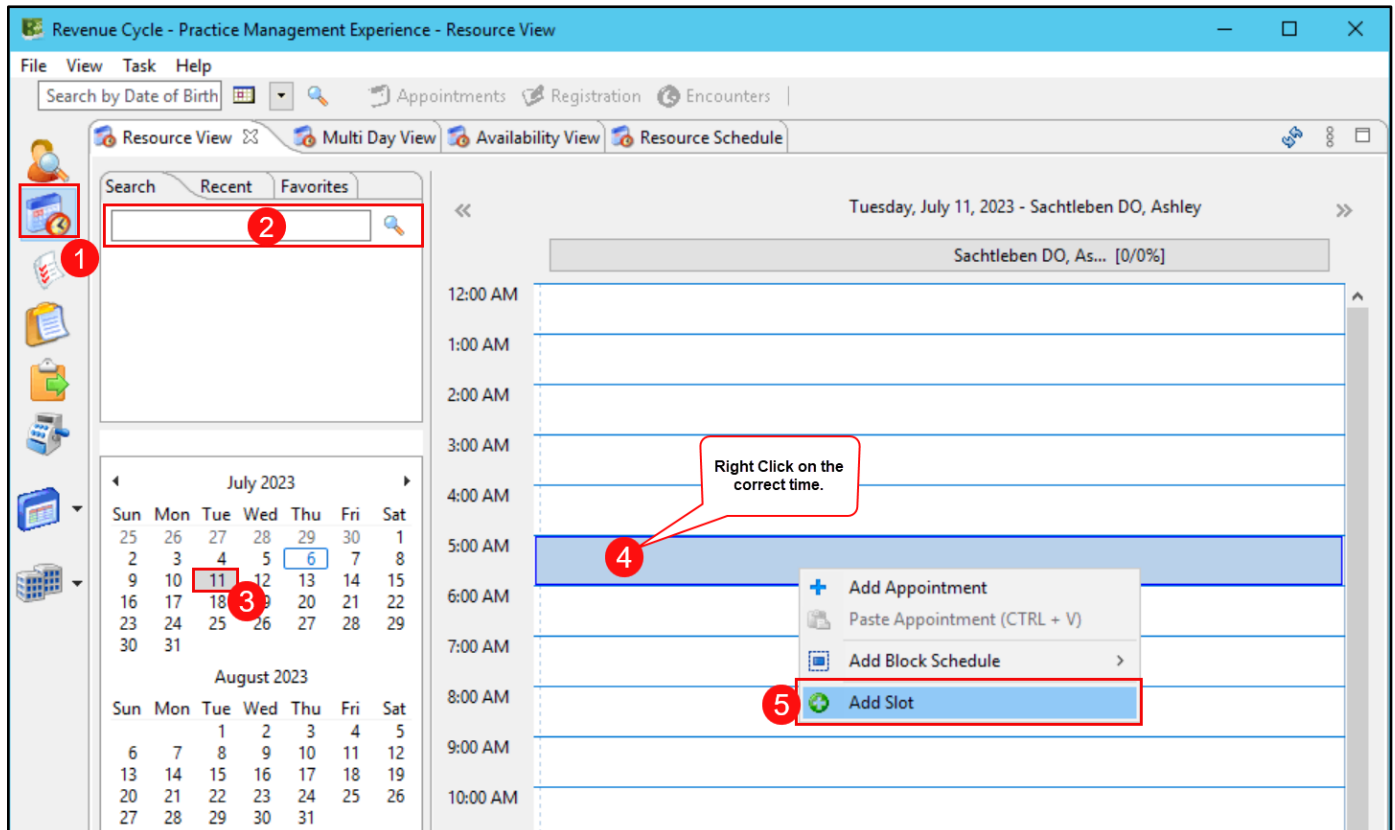 Revenue Cycle - Practice Management Experience - Resource View
File View Task Help
Search by Date of Birth Appointments Registration Encounters
Resource View Multi Day View Availability View Resource Schedule
Search Recent Favorites
2
1
Tuesday, July 11, 2023 - Sachtleben DO, Ashley
Sachtleben DO, As... [0/0%]
12:00 AM
1:00 AM
2:00 AM
3:00 AM
4:00 AM
5:00 AM
6:00 AM
7:00 AM
8:00 AM
9:00 AM
10:00 AM
Right Click on the
correct time.
4
Add Appointment
Paste Appointment (CTRL + V)
Add Block Schedule
5 Add Slot
July 2023
Sun Mon Tue Wed Thu Fri Sat
25 26 27 28 29 30 1
2 3 4 5 6 7 8
9 10 11 12 13 14 15
16 17 18 20 21 22
3
23 24 25 26 27 28 29
30 31
August 2023
Sun Mon Tue Wed Thu Fri Sat
1 2 3 4 5
6 7 8 9 10 11 12
13 14 15 16 17 18 19
20 21 22 23 24 25 26
27 28 29 30 31